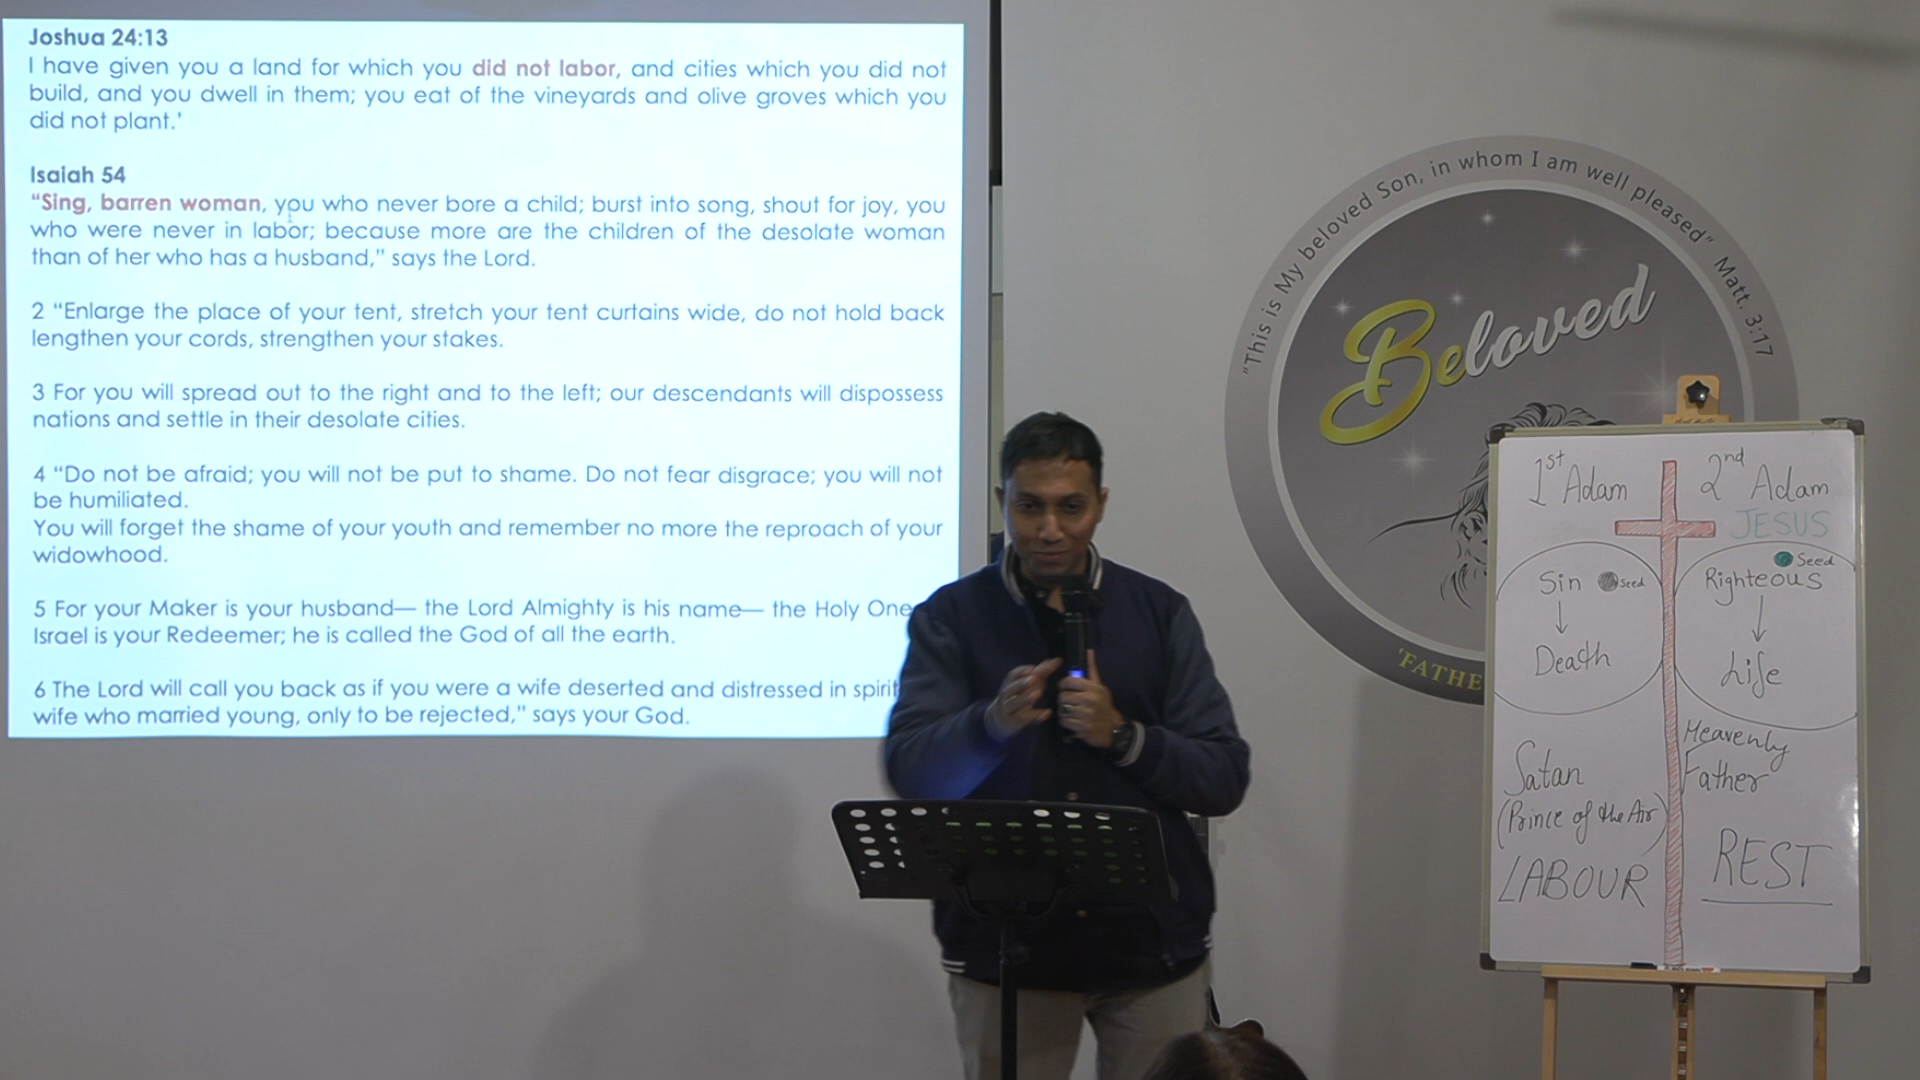 Joshua 24:13
I have given you a land for which you did not labor, and cities which you did not
build, and you dwell in them; you eat of the vineyards and olive groves which you
did not plant.'
Isaiah 54
“Sing, barren woman, you who never bore a child; burst into song, shout for joy, you
who were never in labor; because more are the children of the desolate woman
than of her who has a husband,” says the Lord.
2 “Enlarge the place of your tent, stretch your tent curtains wide, do not hold back
lengthen your cords, strengthen your stakes.
3 For you will spread out to the right and to the left; our descendants will dispossess
nations and settle in their desolate cities.
4 “Do not be afraid; you will not be put to shame. Do not fear disgrace; you will not
be humiliated.
You will forget the shame of your youth and remember no more the reproach of your
widowhood.
5 For your Maker is your husband— the Lord Almighty is his name— the Holy One
Israel is your Redeemer; he is called the God of all the earth.
6 The Lord will call you back as if you were a wife deserted and distressed in spirit
wife who married young, only to be rejected,” says your God.
“This is My beloved Son, in whom I am well pleased” Matt. 3:17
Beloved
'FATHE
1st Adam
2nd Adam
JESUS
Sin Seed
Death
Seed
Righteous
Life
Satan
(Prince of the Air)
LABOUR
Heavenly
Father
REST